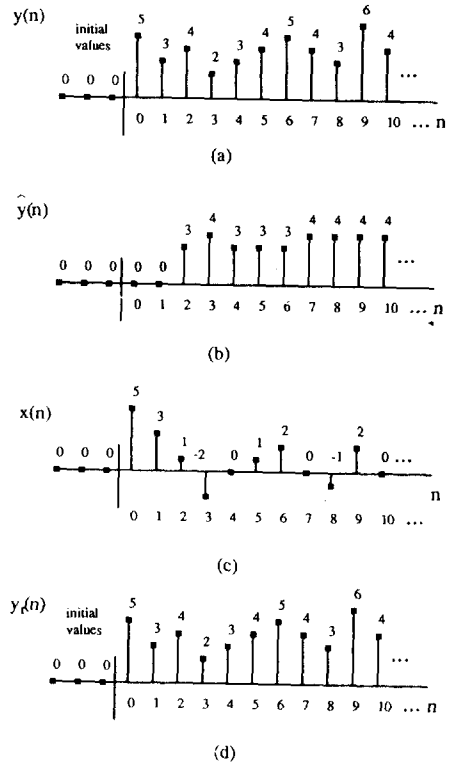 y(n)
initial
values
5 3 4 2 3 4 5 4 3 6 4
0 0 0 ...
0 1 2 3 4 5 6 7 8 9 10 ... n
(a)
ŷ(n)
3 4 3 3 3 4 4 4 4
0 0 0 0 0 ...
0 1 2 3 4 5 6 7 8 9 10 ... n
(b)
x(n)
5 3 1 -2 0 1 2 0 -1 2 0 ...
0 0 0
n
0 1 2 3 4 5 6 7 8 9 10 ...
(c)
yr(n)
initial
values
5 3 4 2 3 4 5 4 3 6 4
0 0 0 ...
0 1 2 3 4 5 6 7 8 9 10 ... n
(d)